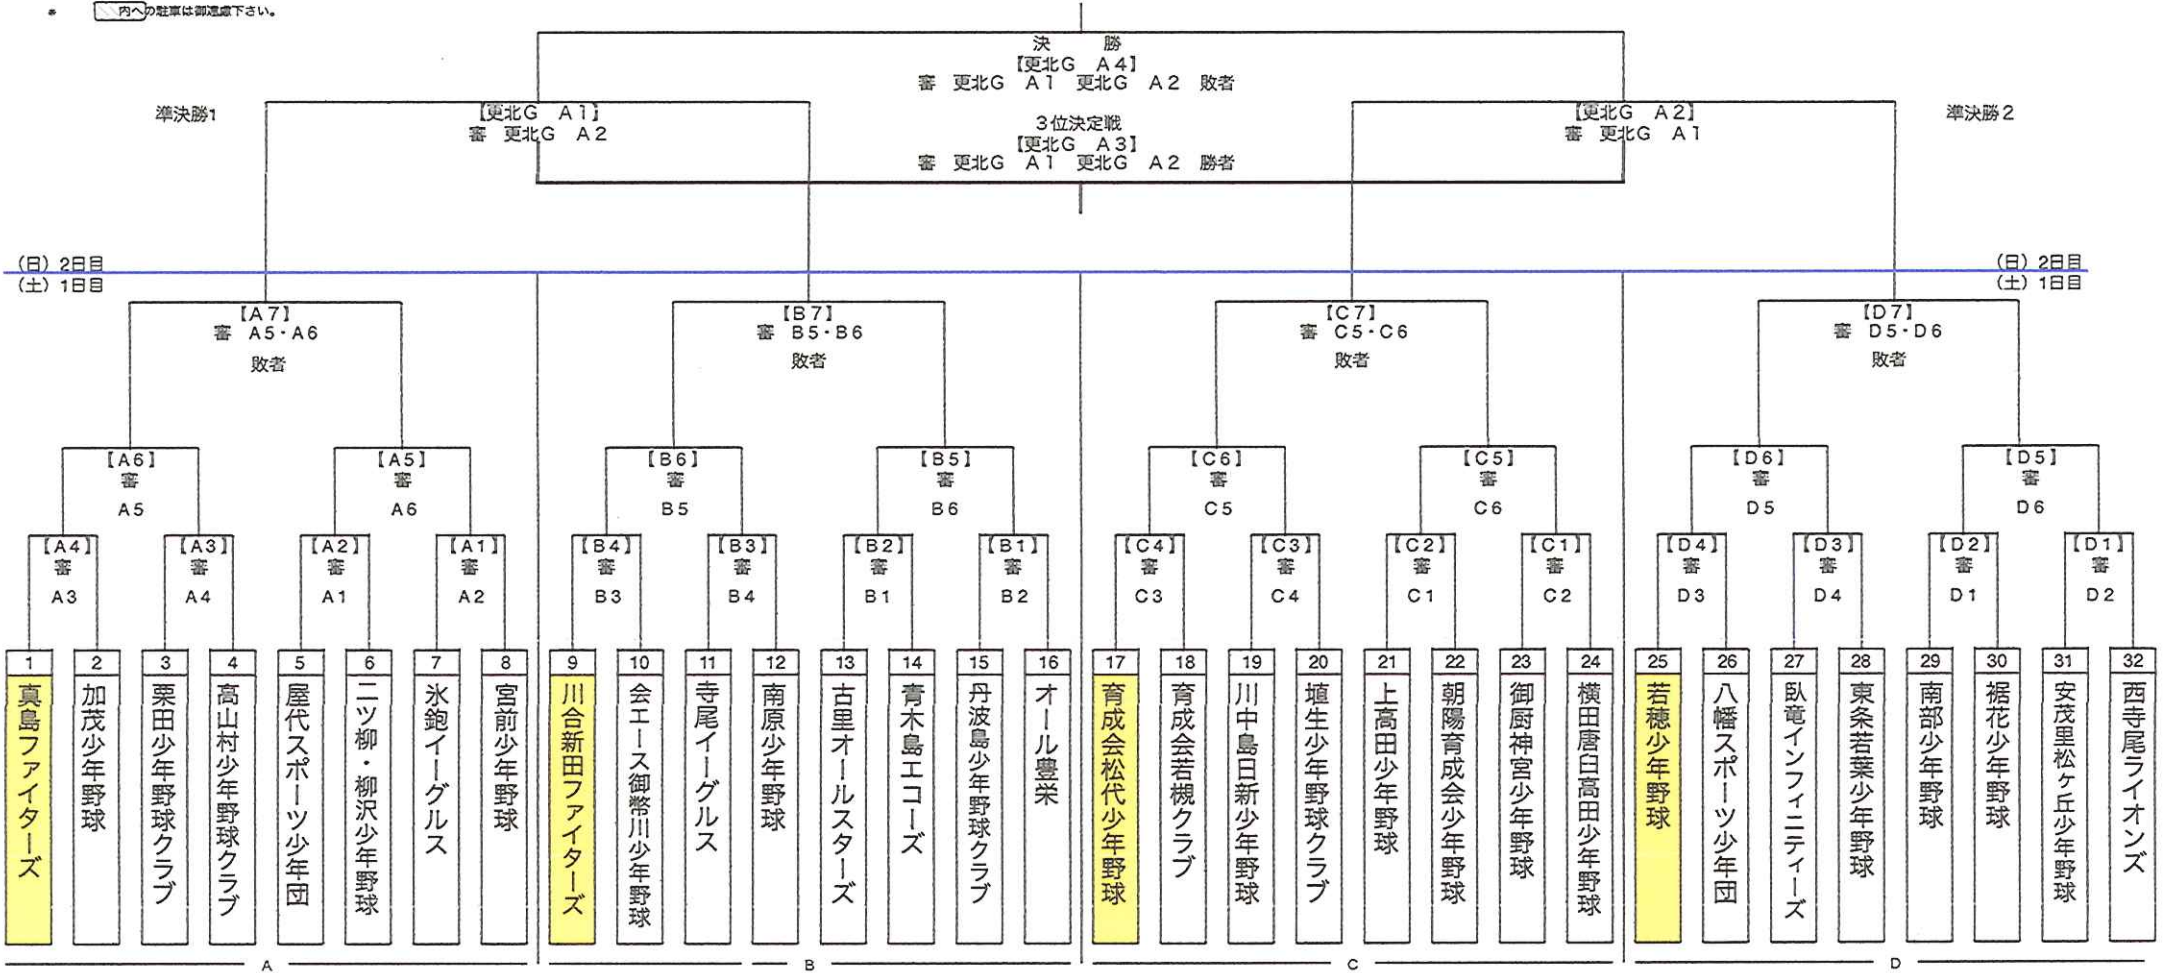 内への駐車は御遠慮下さい。
決　勝
【更北G　A4】
審　更北G　A1　更北G　A2　敗者
準決勝1
【更北G　A1】
審　更北G　A2
3位決定戦
【更北G　A3】
審　更北G　A1　更北G　A2　勝者
【更北G　A2】
審　更北G　A1
準決勝2
（日）2日目
（土）1日目
（日）2日目
（土）1日目
【A7】
審　A5・A6
敗者
【B7】
審　B5・B6
敗者
【C7】
審　C5・C6
敗者
【D7】
審　D5・D6
敗者
【A6】
審
A5
【A5】
審
A6
【B6】
審
B5
【B5】
審
B6
【C6】
審
C5
【C5】
審
C6
【D6】
審
D5
【D5】
審
D6
【A4】
審
A3
【A3】
審
A4
【A2】
審
A1
【A1】
審
A2
【B4】
審
B3
【B3】
審
B4
【B2】
審
B1
【B1】
審
B2
【C4】
審
C3
【C3】
審
C4
【C2】
審
C1
【C1】
審
C2
【D4】
審
D3
【D3】
審
D4
【D2】
審
D1
【D1】
審
D2
1
真島ファイターズ
2
加茂少年野球
3
栗田少年野球クラブ
4
高山村少年野球クラブ
5
屋代スポーツ少年団
6
二ツ柳・柳沢少年野球
7
氷鉋イーグルス
8
宮前少年野球
9
川合新田ファイターズ
10
会エース御幣川少年野球
11
寺尾イーグルス
12
南原少年野球
13
古里オールスターズ
14
青木島エコーズ
15
丹波島少年野球クラブ
16
オール豊栄
17
育成会松代少年野球
18
育成会若槻クラブ
19
川中島日新少年野球
20
埴生少年野球クラブ
21
上高田少年野球
22
朝陽育成会少年野球
23
御厨神宮少年野球
24
横田唐臼高田少年野球
25
若穂少年野球
26
八幡スポーツ少年団
27
臥竜インフィニティーズ
28
東条若葉少年野球
29
南部少年野球
30
裾花少年野球
31
安茂里松ヶ丘少年野球
32
西寺尾ライオンズ
A
B
C
D